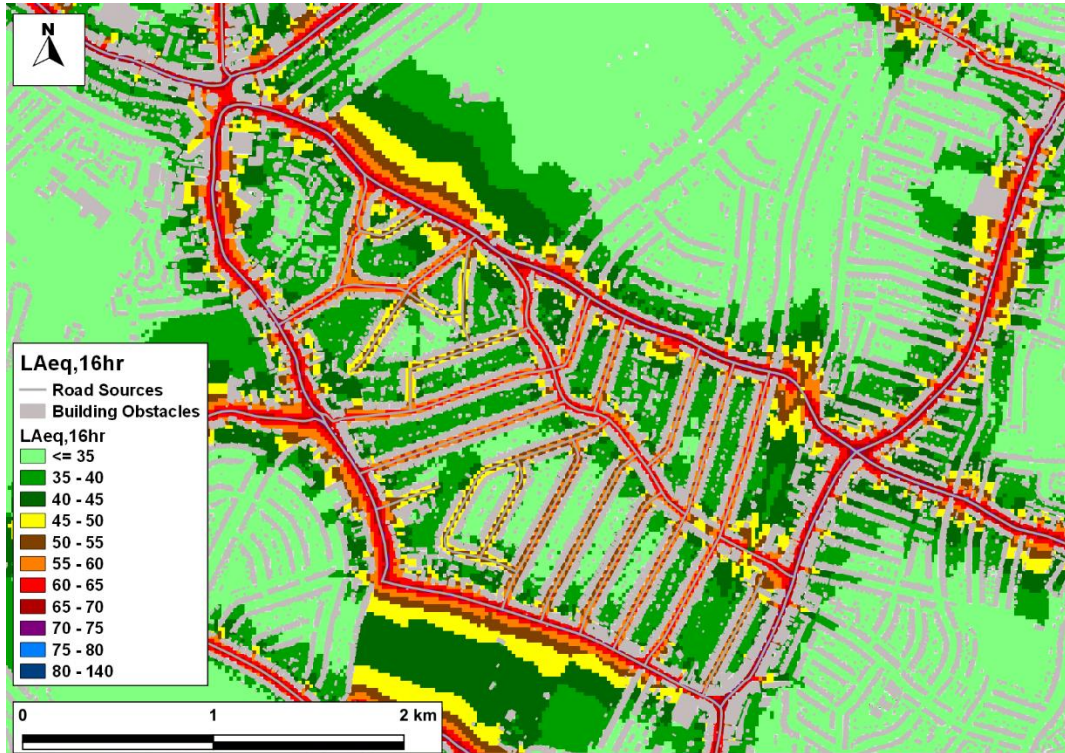 N
LAeq,16hr
Road Sources
Building Obstacles
LAeq,16hr
<= 35
35 - 40
40 - 45
45 - 50
50 - 55
55 - 60
60 - 65
65 - 70
70 - 75
75 - 80
80 - 140
0 1 2 km